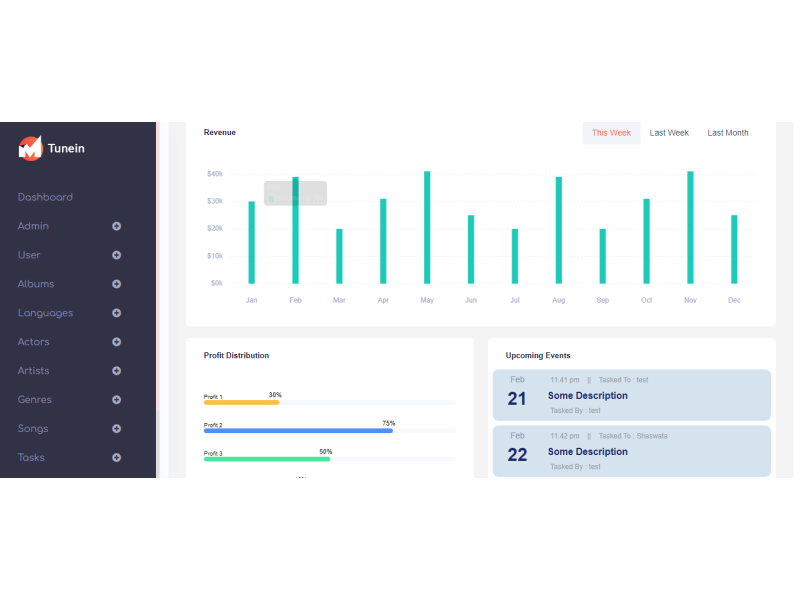 Tunein
Dashboard
Admin
User
Albums
Languages
Actors
Artists
Genres
Songs
Tasks
Revenue
This Week Last Week Last Month
$40k
$30k
$20k
$10k
$0k
Jan Feb Mar Apr May Jun Jul Aug Sep Oct Nov Dec
Profit Distribution
Profit 1 30%
Profit 2 75%
Profit 3 50%
Upcoming Events
Feb 11:41 pm || Tasked To : test
21 Some Description
Tasked By : test
Feb 11:42 pm || Tasked To : Shaswata
22 Some Description
Tasked By : test